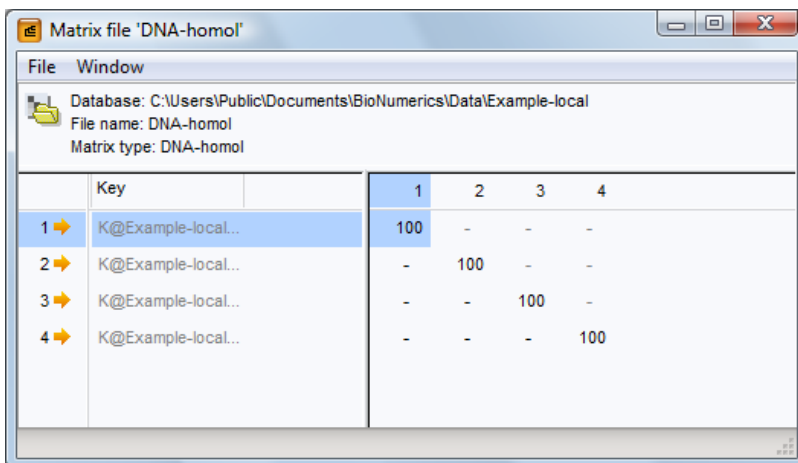 Matrix file 'DNA-homol'
File Window
Database: C:\Users\Public\Documents\BioNumerics\Data\Example-local
File name: DNA-homol
Matrix type: DNA-homol
Key 1 2 3 4
1 K@Example-local... 100 - - -
2 K@Example-local... - 100 - -
3 K@Example-local... - - 100 -
4 K@Example-local... - - - 100